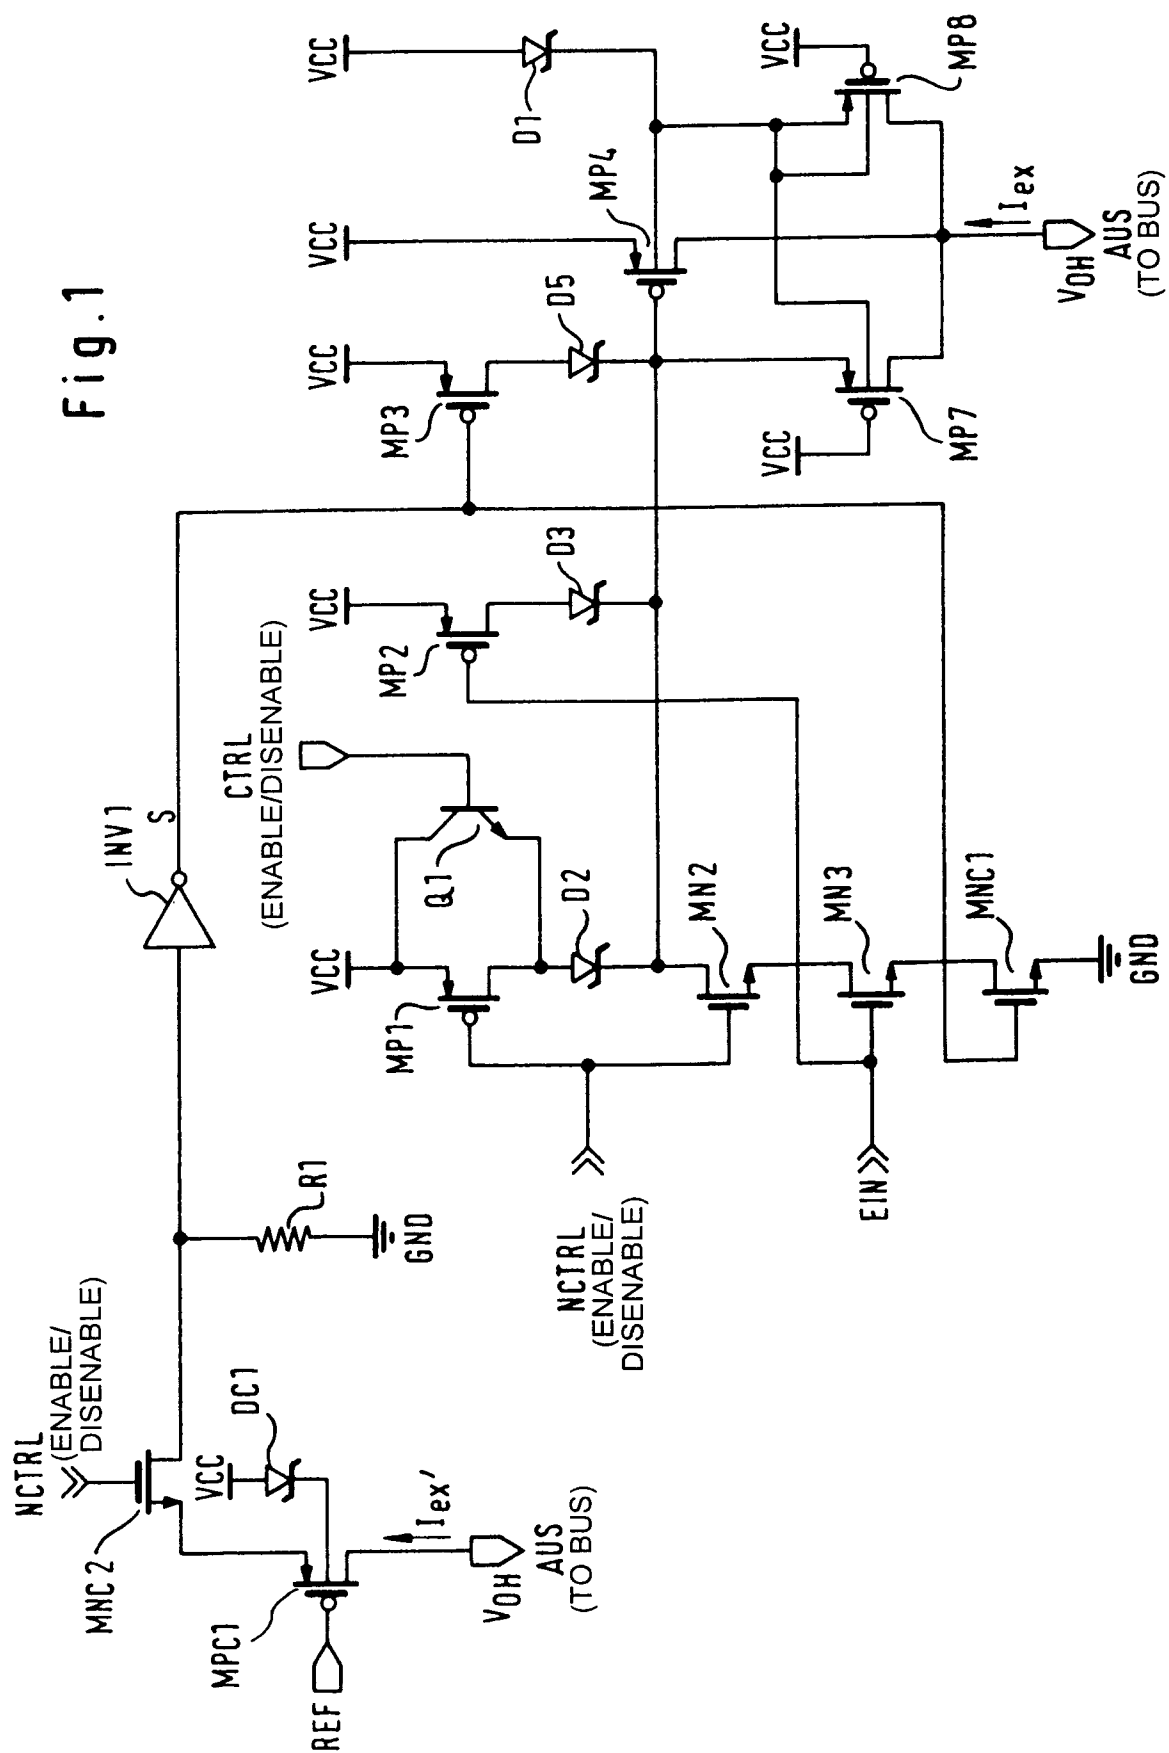 Fig.1
NCTRL
(ENABLE/
DISENABLE)
MNC2
VCC
DC1
MPC1
REF
Iex'
VOH
AUS
(TO BUS)
R1
GND
INV1
S
CTRL
(ENABLE/DISENABLE)
VCC
Q1
MP1
D2
NCTRL
(ENABLE/
DISENABLE)
MN2
EIN
MN3
MNC1
GND
VCC
MP2
D3
VCC
MP3
D5
VCC
MP4
VCC
D1
VCC
MP7
VCC
MP8
Iex
VOH
AUS
(TO BUS)